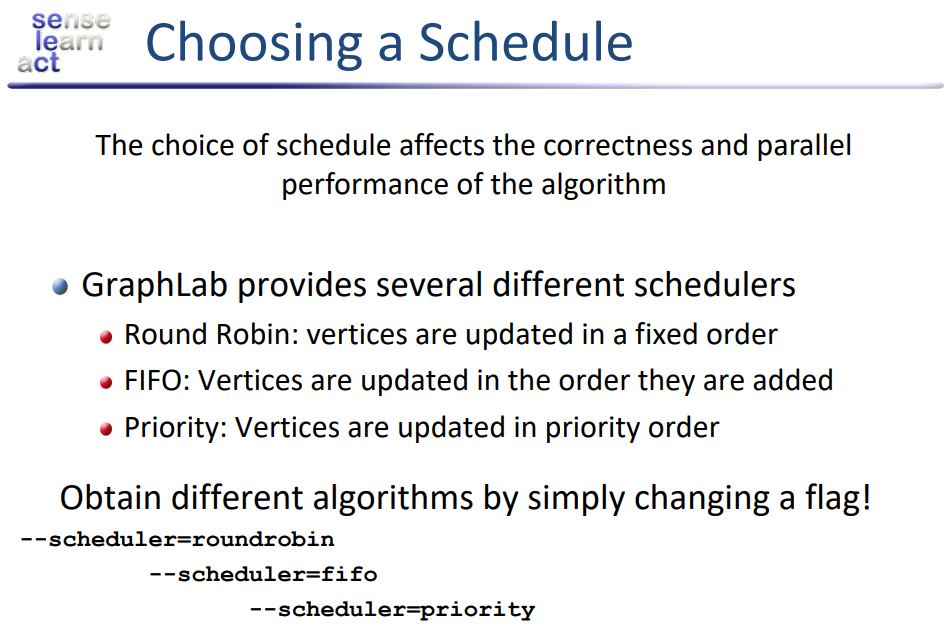 sense
learn
act
Choosing a Schedule
The choice of schedule affects the correctness and parallel
performance of the algorithm
GraphLab provides several different schedulers
Round Robin: vertices are updated in a fixed order
FIFO: Vertices are updated in the order they are added
Priority: Vertices are updated in priority order
Obtain different algorithms by simply changing a flag!
--scheduler=roundrobin
--scheduler=fifo
--scheduler=priority